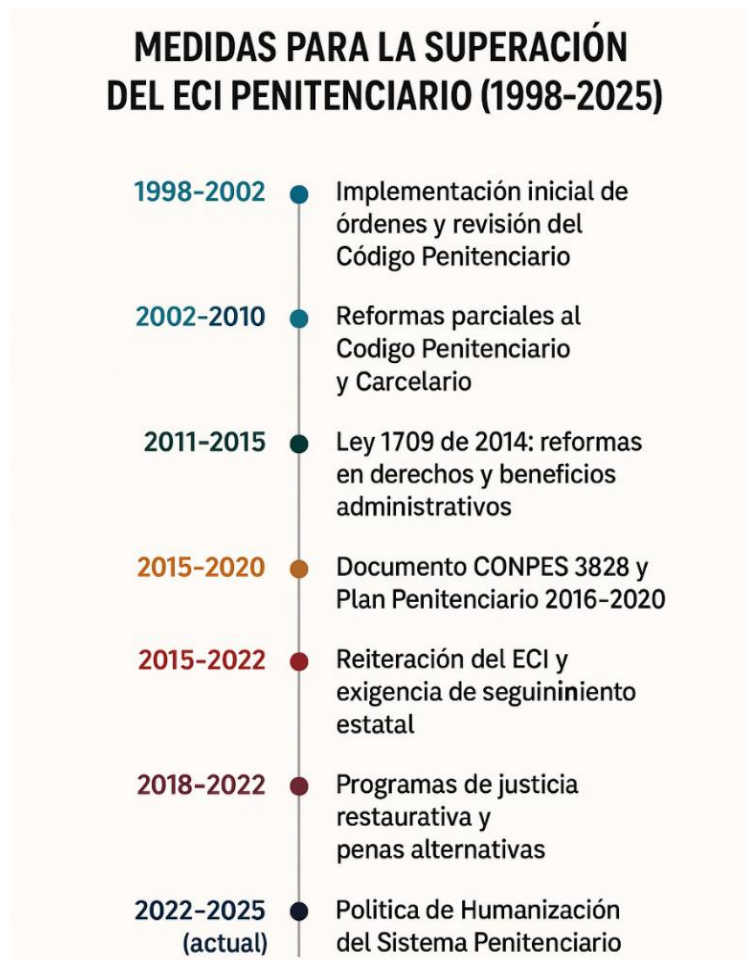 MEDIDAS PARA LA SUPERACIÓN
DEL ECI PENITENCIARIO (1998-2025)
1998-2002
Implementación inicial de
órdenes y revisión del
Código Penitenciario
2002-2010
Reformas parciales al
Codigo Penitenciario
y Carcelario
2011-2015
Ley 1709 de 2014: reformas
en derechos y beneficios
administrativos
2015-2020
Documento CONPES 3828 y
Plan Penitenciario 2016-2020
2015-2022
Reiteración del ECI y
exigencia de seguininiento
estatal
2018-2022
Programas de justicia
restaurativa y
penas alternativas
2022-2025
(actual)
Politica de Humanización
del Sistema Penitenciario